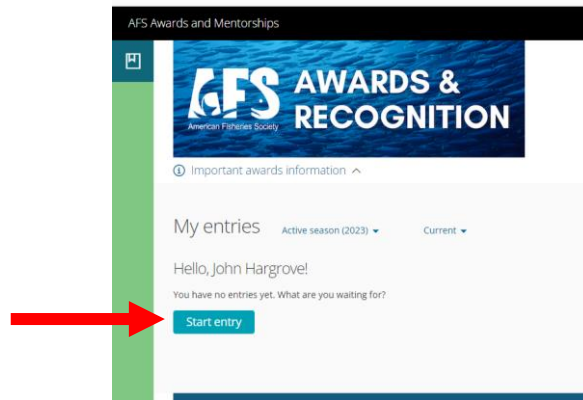 AFS Awards and Mentorships
AFS
American Fisheries Society
AWARDS &
RECOGNITION
Important awards information
My entries Active season (2023) Current
Hello, John Hargrove!
You have no entries yet. What are you waiting for?
Start entry